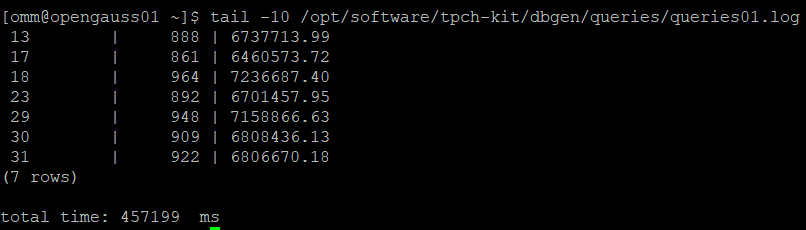 [omm@opengauss01 ~]$ tail -10 /opt/software/tpch-kit/dbgen/queries/queries01.log
 13        |     888 | 6737713.99
 17        |     861 | 6460573.72
 18        |     964 | 7236687.40
 23        |     892 | 6701457.95
 29        |     948 | 7158866.63
 30        |     909 | 6808436.13
 31        |     922 | 6806670.18
(7 rows)

total time: 457199  ms